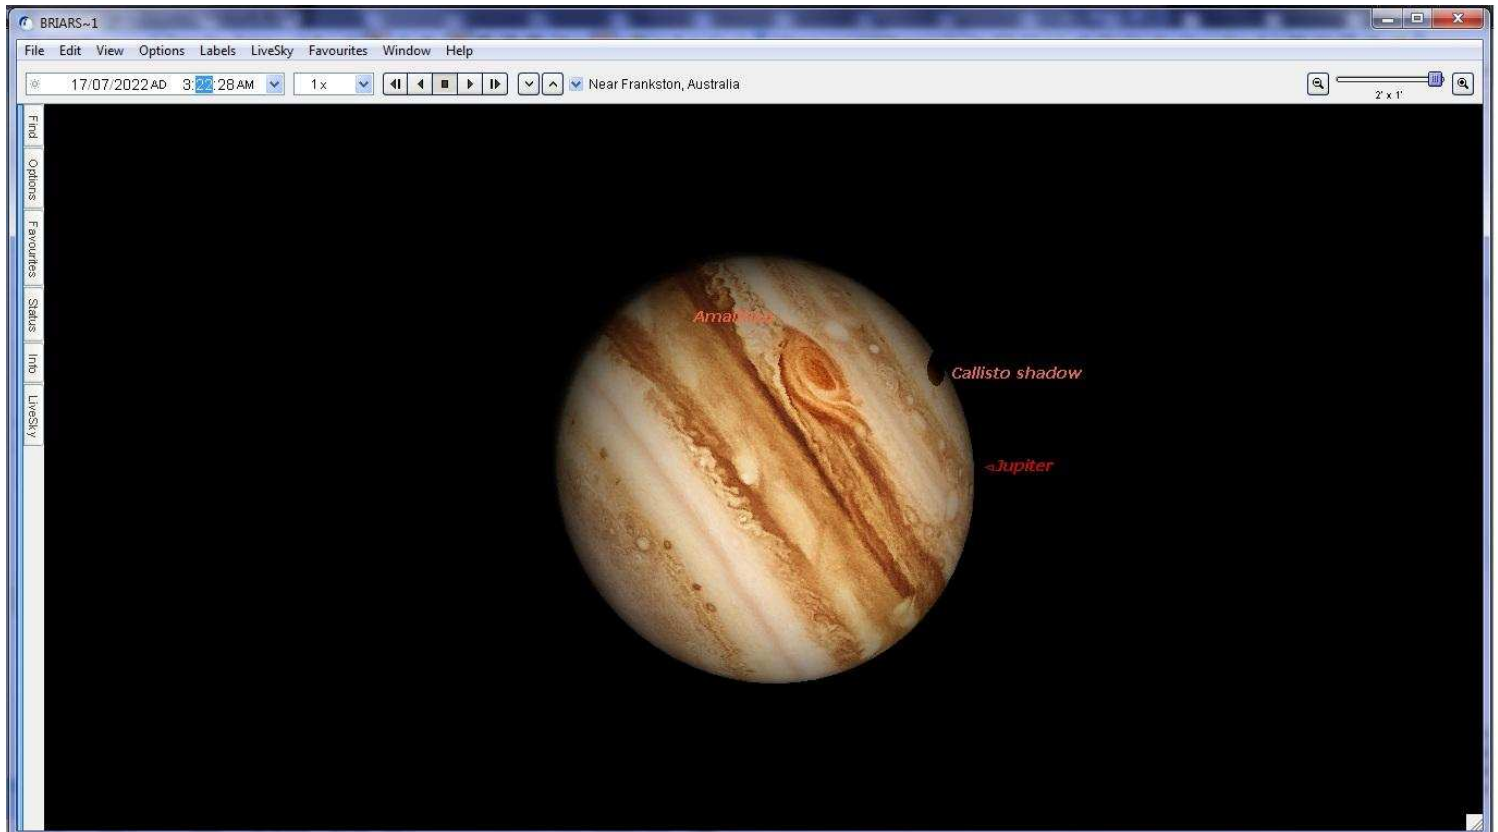 BRIARS~1
File Edit View Options Labels LiveSky Favourites Window Help
17/07/2022 AD 3:22:28 AM 1 x Near Frankston, Australia
2' x 1'
Find
Options
Favourites
Status
Info
LiveSky
Callisto shadow
Jupiter